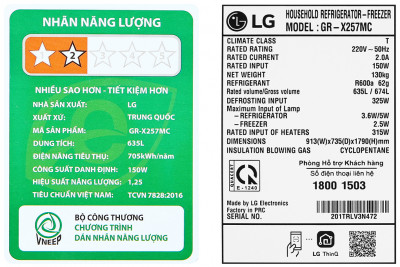 NHÃN NĂNG LƯỢNG
2
NHIỀU SAO HƠN - TIẾT KIỆM HƠN
NHÀ SẢN XUẤT: LG
XUẤT XỨ: TRUNG QUỐC
MÃ SẢN PHẨM: GR-X257MC
DUNG TÍCH: 635L
ĐIỆN NĂNG TIÊU THỤ: 705kWh/năm
CÔNG SUẤT DANH ĐỊNH: 150W
HIỆU SUẤT NĂNG LƯỢNG: 1,25
TIÊU CHUẨN VIỆT NAM: TCVN 7828:2016
VNEEP
BỘ CÔNG THƯƠNG
CHƯƠNG TRÌNH
DÁN NHÃN NĂNG LƯỢNG
LG
HOUSEHOLD REFRIGERATOR-FREEZER
MODEL: GR-X257MC
CLIMATE CLASS T
RATED RATING 220V~50Hz
RATED CURRENT 2.0A
RATED INPUT 150W
NET WEIGHT 130kg
REFRIGERANT R600a 62g
Rated volume/Gross volume 635L / 674L
DEFROSTING INPUT 325W
Maximum Input of Lamp
-REFRIGERATOR 3.6W/5W
-FREEZER 2.5W
RATED INPUT OF HEATERS 315W
DIMENSIONS 913(W)x735(D)x1790(H)mm
INSULATION BLOWING GAS CYCLOPENTANE
QUACERT
E-1240
Phòng Hỗ trợ Khách hàng
Số điện thoại liên hệ
1800 1503
MADE by LG Electronics
Factory in PRC
SERIAL NO. 201TRLV3N472
LG ThinQ